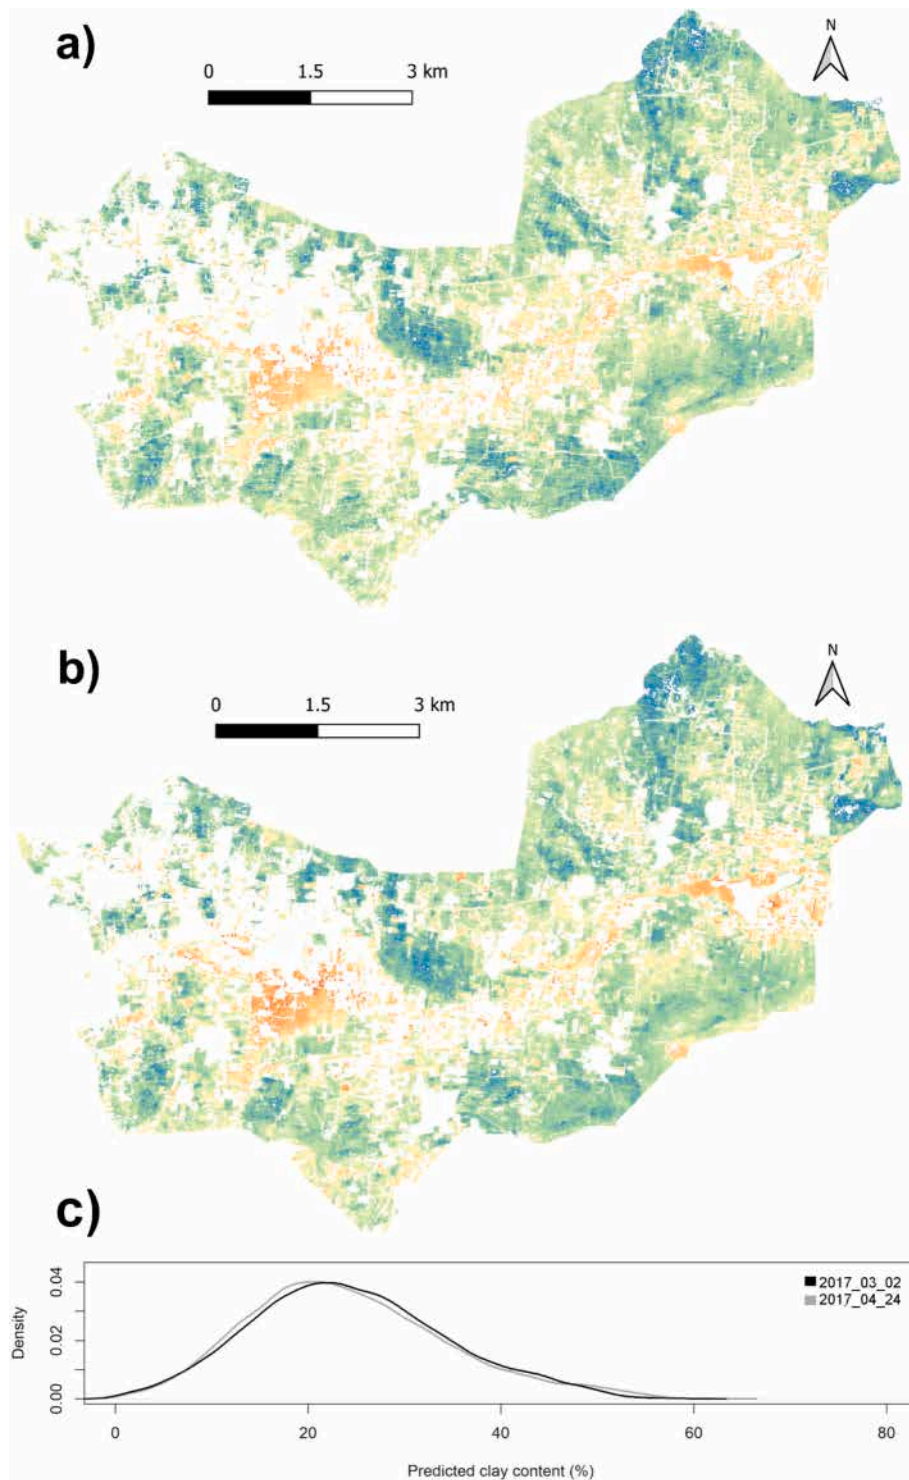 a)
N
0 1.5 3 km
b)
N
0 1.5 3 km
c)
0.04
0.02
0.00
Density
2017_03_02
2017_04_24
0 20 40 60 80
Predicted clay content (%)